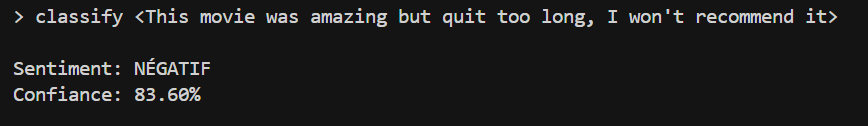 > classify <This movie was amazing but quit too long, I won't recommend it>
Sentiment: NÉGATIF
Confiance: 83.60%